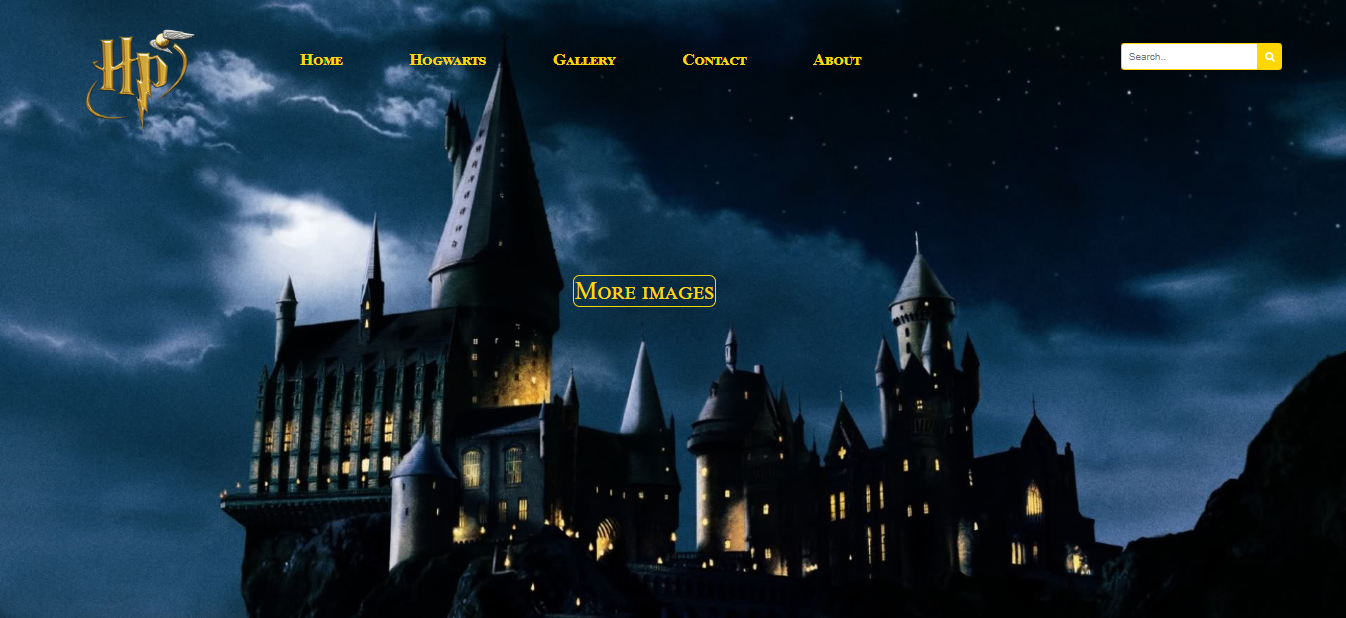 HP
Home Hogwarts Gallery Contact About
Search..
More images